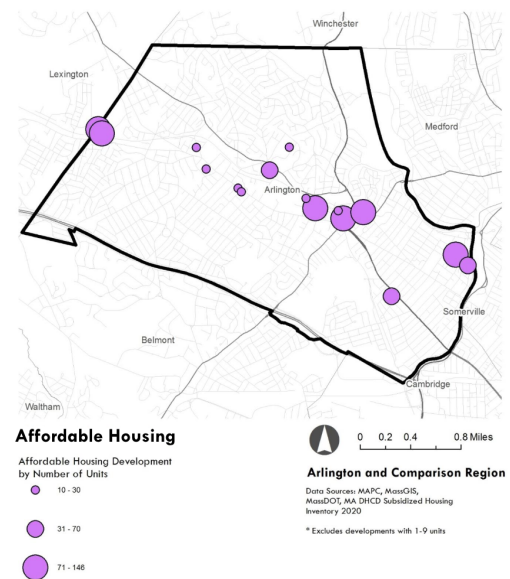 Winchester
Lexington
Medford
Arlington
Somerville
Belmont
Cambridge
Waltham
Affordable Housing
Affordable Housing Development
by Number of Units
10 - 30
31 - 70
71 - 146
0 0.2 0.4 0.8 Miles
Arlington and Comparison Region
Data Sources: MAPC, MassGIS,
MassDOT, MA DHCD Subsidized Housing
Inventory 2020
* Excludes developments with 1-9 units